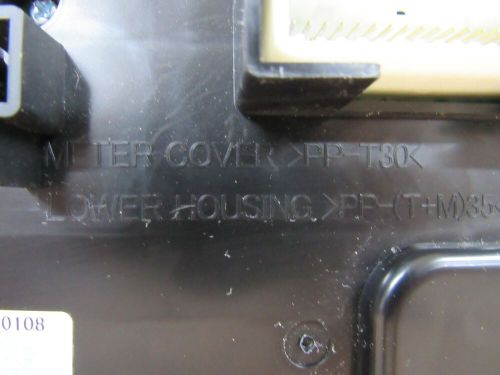 METER COVER >PP-T30<
LOWER HOUSING >PP-(T+M)35<
0108